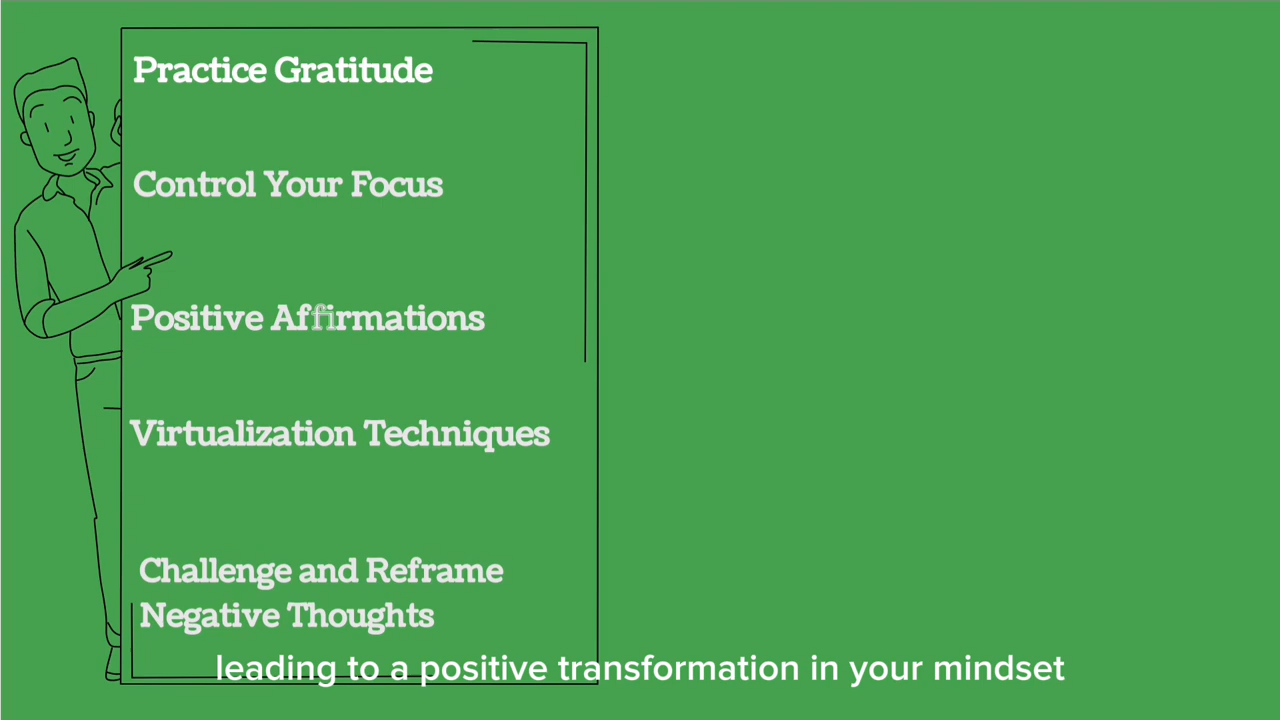 Practice Gratitude
Control Your Focus
Positive Affirmations
Virtualization Techniques
Challenge and Reframe
Negative Thoughts
leading to a positive transformation in your mindset